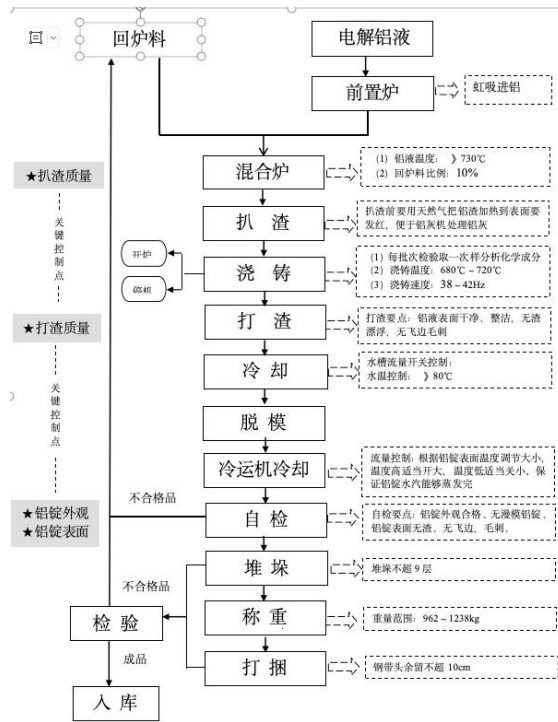 回炉料
电解铝液
前置炉
虹吸进铝
混合炉
(1) 铝液温度: 》730℃
(2) 回炉料比例: 10%
★扒渣质量
扒 渣
扒渣前要用天然气把铝渣加热到表面要
发红, 便于铝灰机处理铝灰
关键控制点
开炉
停机
浇 铸
(1) 每批次检验取一次样分析化学成分
(2) 浇铸温度: 680℃~720℃
(3) 浇铸速度: 38~42Hz
★打渣质量
打 渣
打渣要点: 铝液表面干净、整洁, 无渣
漂浮, 无飞边毛刺
冷 却
水槽流量开关控制:
水温控制: 》80℃
关键控制点
脱 模
冷运机冷却
流量控制: 根据铝锭表面温度调节大小,
温度高适当开大, 温度低适当关小、保
证铝锭水汽能够蒸发完
★铝锭外观
★铝锭表面
不合格品
自 检
自检要点: 铝锭外观合格、无漫模铝锭、
铝锭表面无渣、无飞边, 毛刺、
堆 垛
堆垛不超 9 层
不合格品
检 验
称 重
重量范围: 962~1238kg
成品
打 捆
钢带头余留不超 10cm
入 库